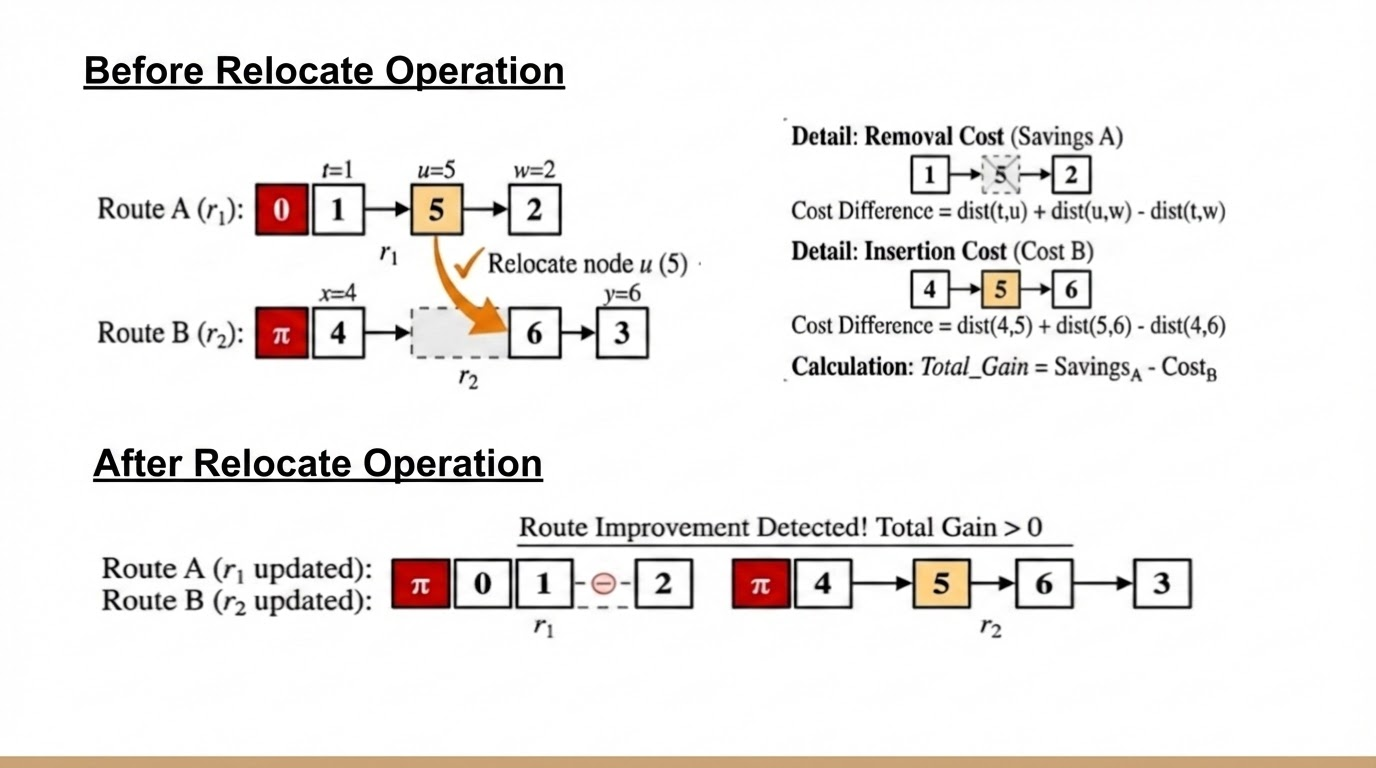 Before Relocate Operation
t=1 u=5 w=2
Route A (r₁): 0 1 5 2
r₁
Relocate node u (5)
x=4 y=6
Route B (r₂): π 4 6 3
r₂
Detail: Removal Cost (Savings A)
1 5 2
Cost Difference = dist(t,u) + dist(u,w) - dist(t,w)
Detail: Insertion Cost (Cost B)
4 5 6
Cost Difference = dist(4,5) + dist(5,6) - dist(4,6)
Calculation: Total_Gain = Savings_A - Cost_B
After Relocate Operation
Route Improvement Detected! Total Gain > 0
Route A (r₁ updated):
Route B (r₂ updated):
π 0 1 2 π 4 5 6 3
r₁ r₂